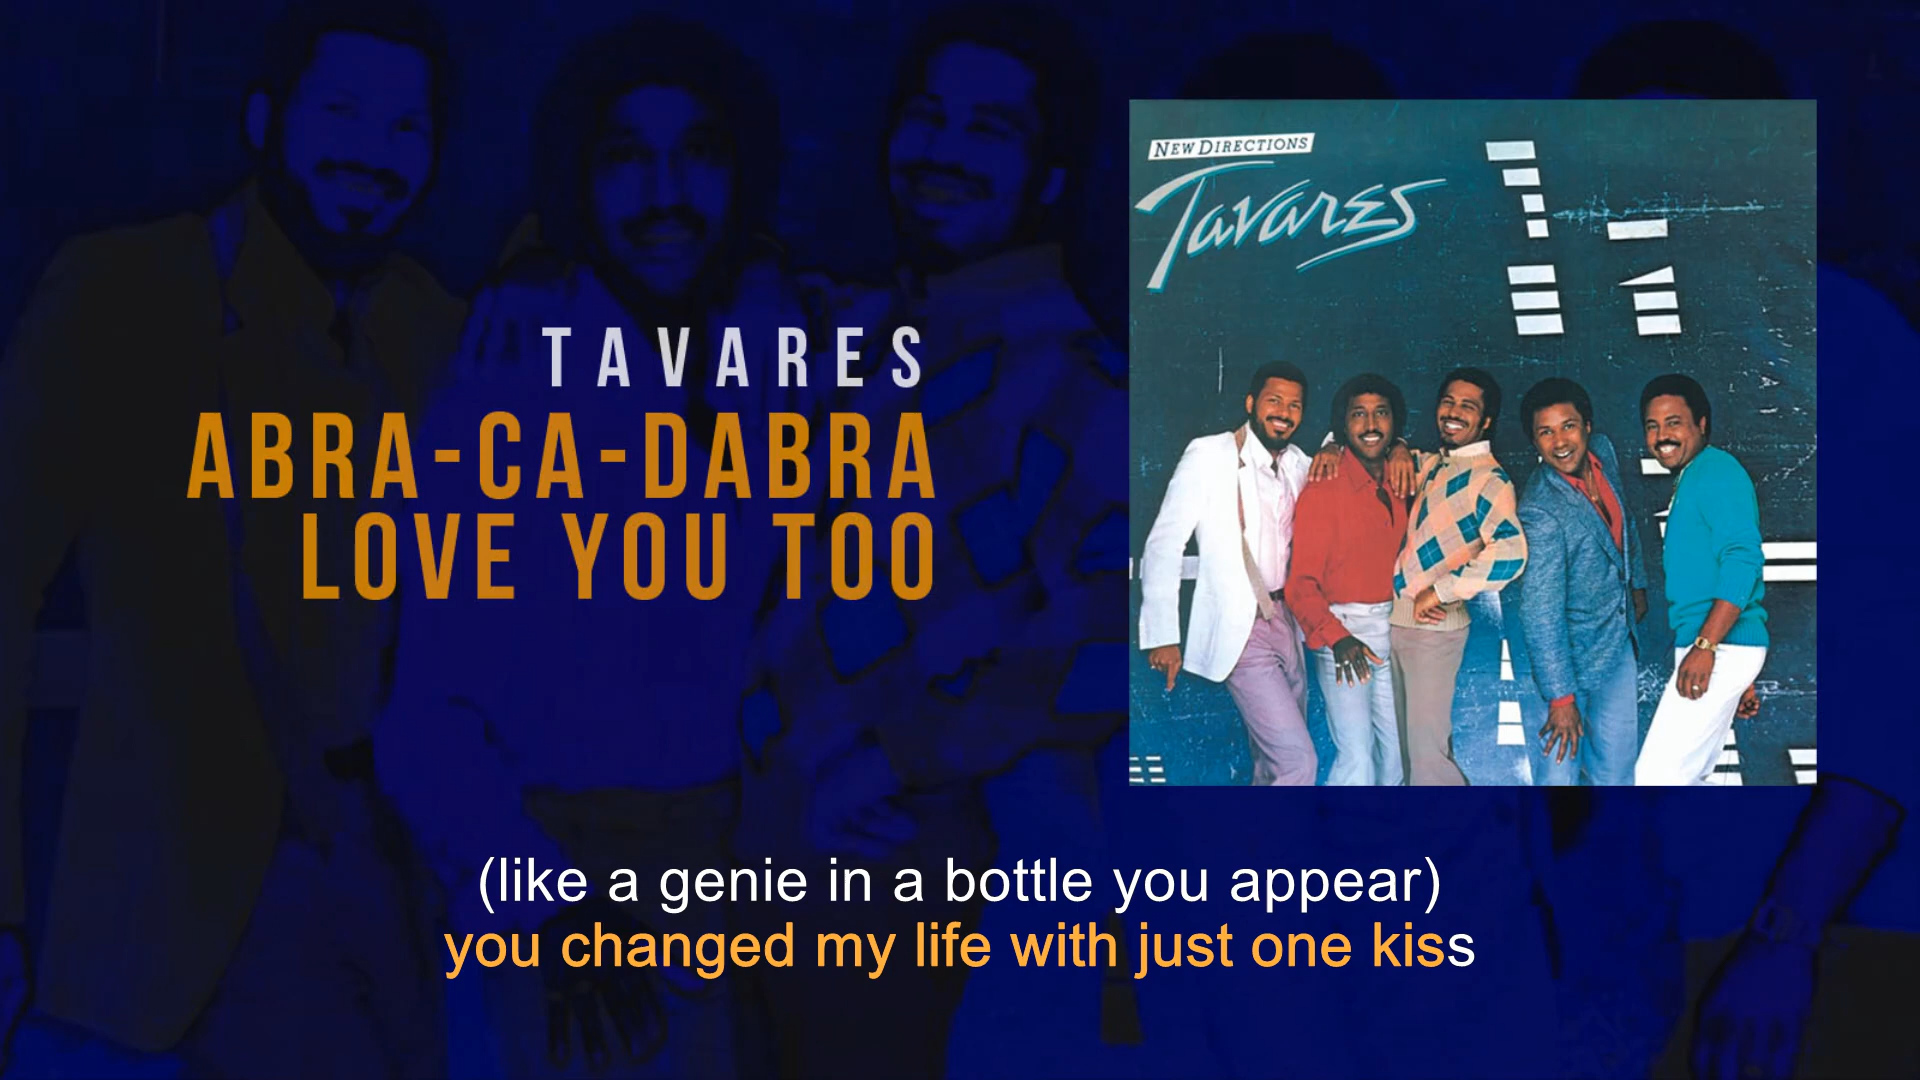 TAVARES
ABRA-CA-DABRA
LOVE YOU TOO
NEW DIRECTIONS
Tavares
(like a genie in a bottle you appear)
you changed my life with just one kiss